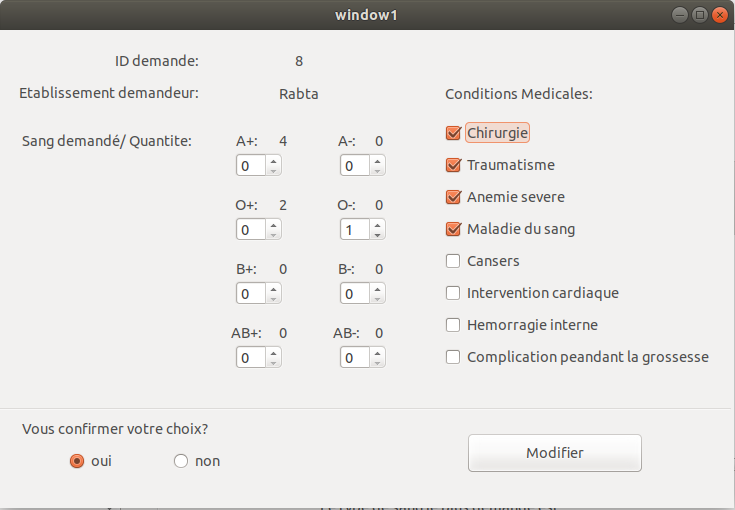 window1
ID demande: 8
Etablissement demandeur: Rabta
Conditions Medicales:
Sang demandé/ Quantite: A+: 4 A-: 0
Chirurgie
0 0
Traumatisme
Anemie severe
O+: 2 O-: 0
0 1
Maladie du sang
Cansers
B+: 0 B-: 0
0 0
Intervention cardiaque
Hemorragie interne
AB+: 0 AB-: 0
0 0
Complication peandant la grossesse
Vous confirmer votre choix?
oui non
Modifier